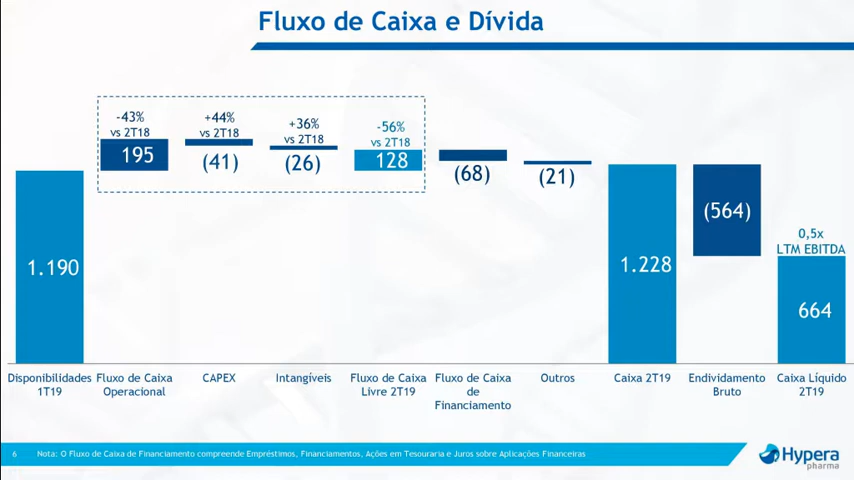 Fluxo de Caixa e Dívida
-43%
vs 2T18
195
+44%
vs 2T18
(41)
+36%
vs 2T18
(26)
-56%
vs 2T18
128
(68)
(21)
1.190
1.228
(564)
0,5x
LTM EBITDA
664
Disponibilidades
1T19
Fluxo de Caixa
Operacional
CAPEX
Intangíveis
Fluxo de Caixa
Livre 2T19
Fluxo de Caixa
de
Financiamento
Outros
Caixa 2T19
Endividamento
Bruto
Caixa Líquido
2T19
6 Nota: O Fluxo de Caixa de Financiamento compreende Empréstimos, Financiamentos, Ações em Tesouraria e Juros sobre Aplicações Financeiras
Hypera
pharma